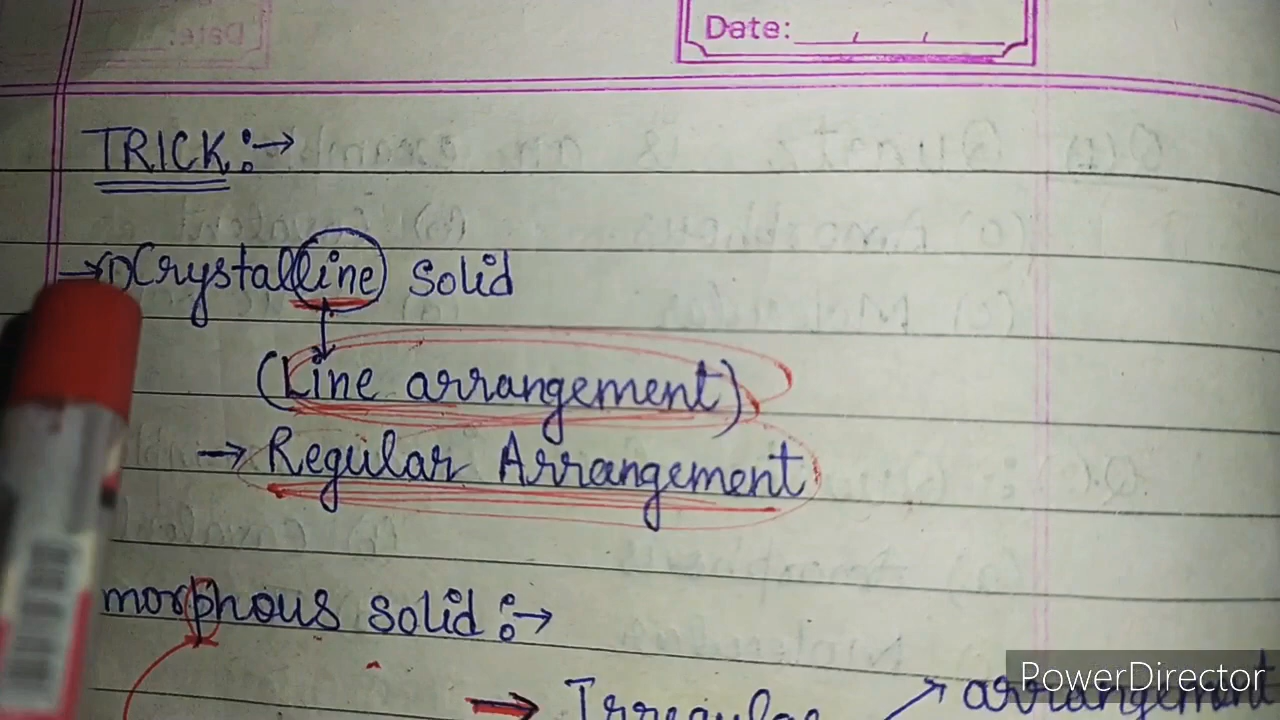 Date:
TRICK :→
→ 1) Crystalline Solid
(Line arrangement)
→ Regular Arrangement
morphous solid :→
→ Irregular ↗ arrangement
PowerDirector